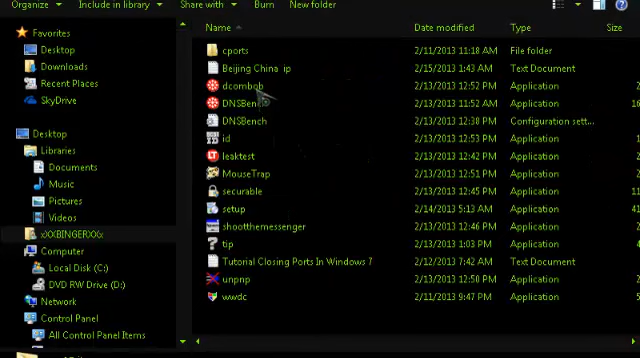 Organize Include in library Share with Burn New folder
Favorites
Desktop
Downloads
Recent Places
SkyDrive
Desktop
Libraries
Documents
Music
Pictures
Videos
xXXBINGERXXx
Computer
Local Disk (C:)
DVD RW Drive (D:)
Network
Control Panel
All Control Panel Items
Name Date modified Type Size
cports 2/11/2013 11:18 AM File folder
Beijing China ip 2/15/2013 1:43 AM Text Document
dcombob 2/13/2013 12:52 PM Application
DNSBench 2/13/2013 11:52 AM Application 16
DNSBench 2/13/2013 12:38 PM Configuration sett...
id 2/13/2013 12:53 PM Application
leaktest 2/13/2013 12:42 PM Application
MouseTrap 2/13/2013 12:51 PM Application
securable 2/13/2013 12:45 PM Application
setup 2/14/2013 5:13 AM Application 41
shootthemessenger 2/13/2013 12:46 PM Application
tip 2/13/2013 1:03 PM Application
Tutorial Closing Ports In Windows 7 2/12/2013 7:42 AM Text Document
unpnp 2/13/2013 12:50 PM Application
wwdc 2/11/2013 9:47 PM Application